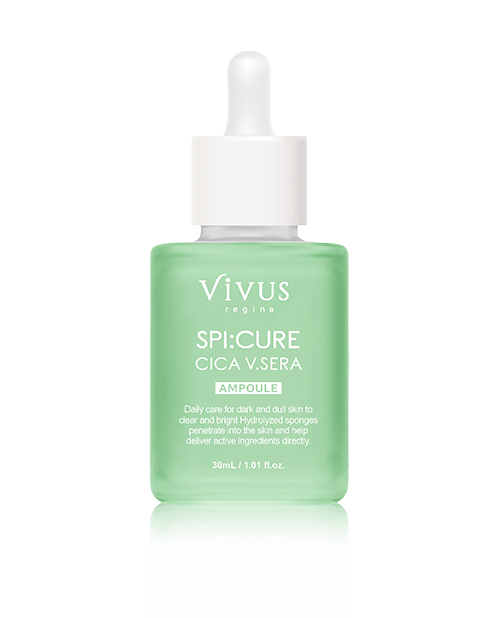 Vivus
regina
SPI:CURE
CICA V.SERA
AMPOULE
Daily care for dark and dull skin to
clear and bright Hydrolyzed sponges
penetrate into the skin and help
deliver active ingredients directly.
30mL / 1.01 fl.oz.